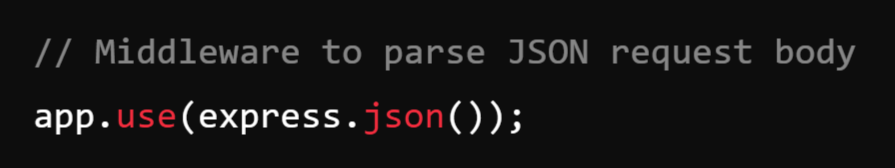 // Middleware to parse JSON request body
app.use(express.json());